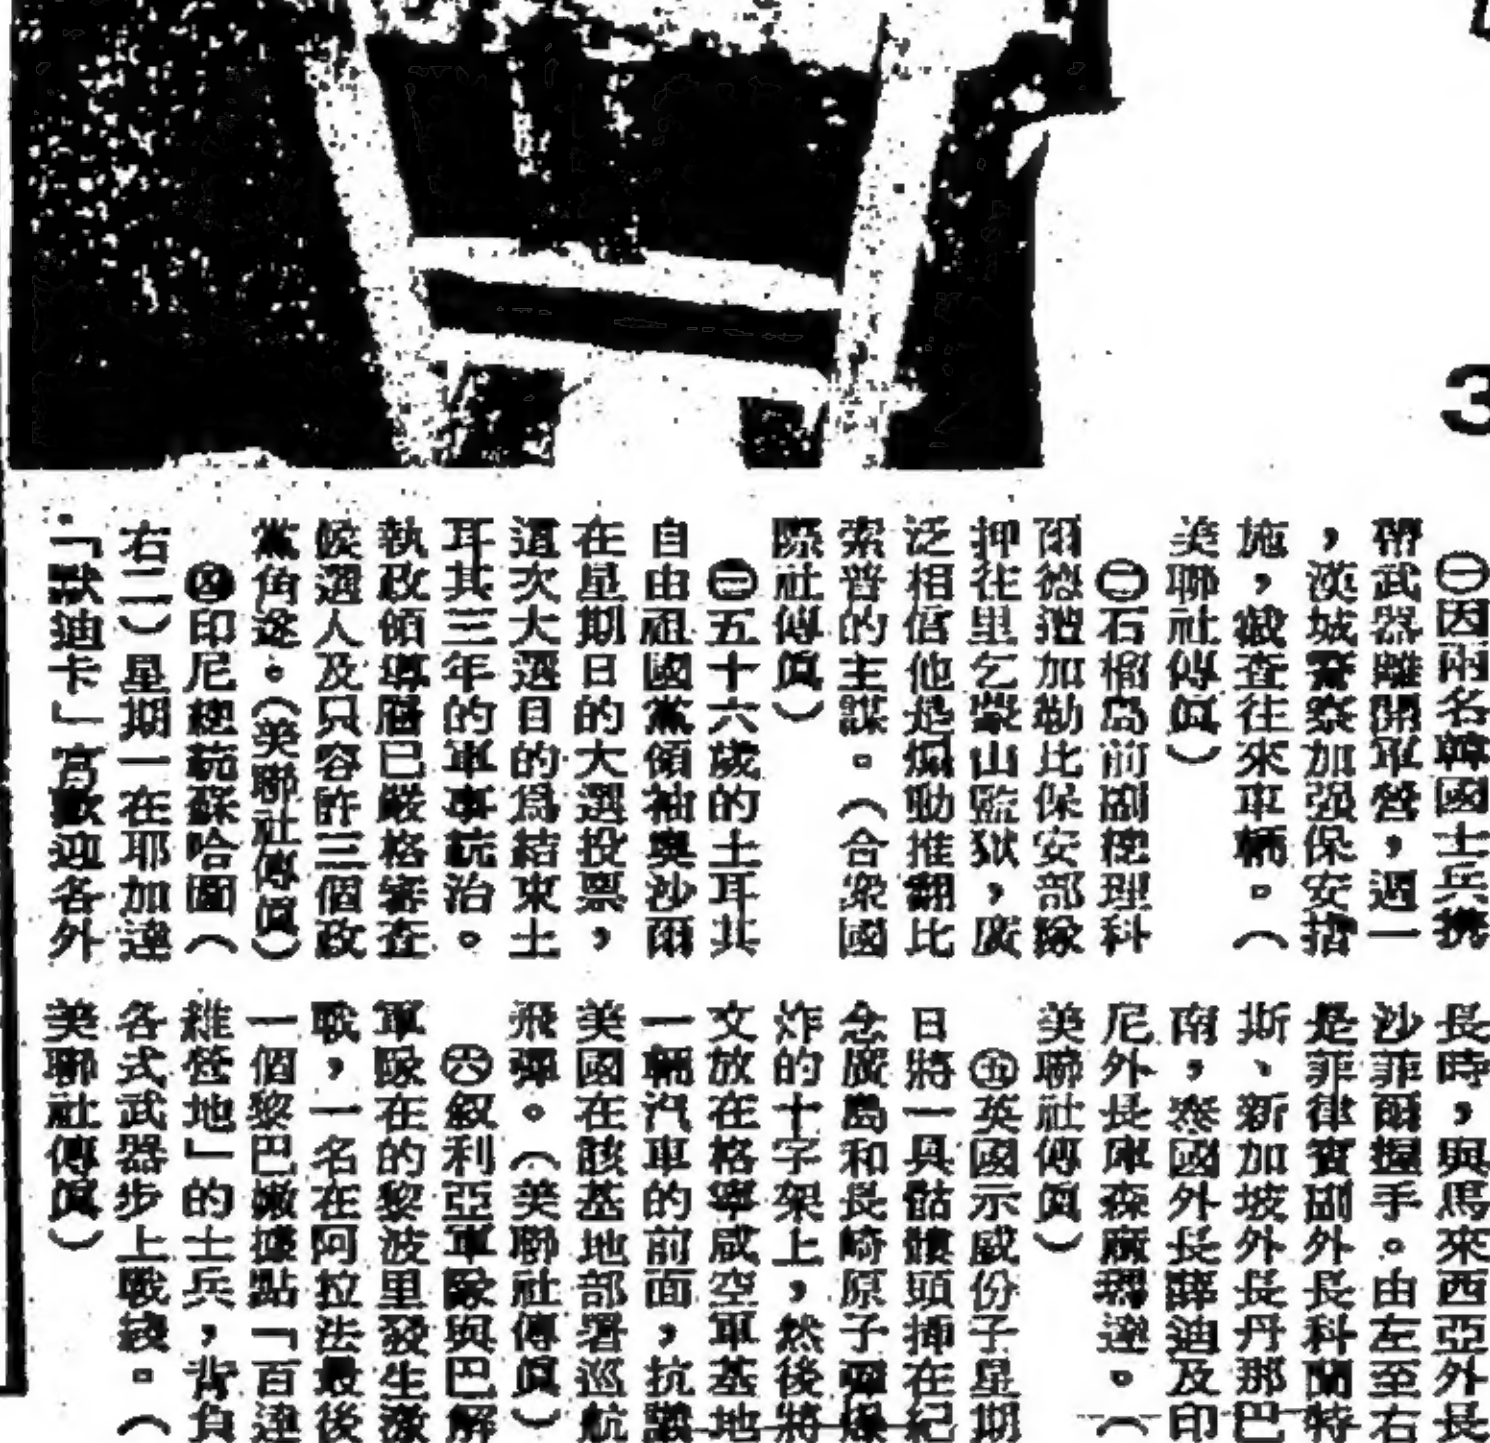 3
㊀因兩名韓國士兵携
帶武器離開軍營，週一
，漢城警察加强保安措
施，截查往來車輛。（
美聯社傳眞）
㊁石榴島前副總理科
爾德澧加勒比保安部隊
押往里乞蒙山監獄，廣
泛相信他是煽動推翻比
索普的主謀。（合衆國
際社傳眞）
㊂五十六歲的土耳其
自由祖國黨領袖奧沙爾
在星期日的大選投票，
這次大選目的爲結束土
耳其三年的軍事統治。
執政領導層已嚴格審查
候選人及只容許三個政
黨角逐。（美聯社傳眞）
㊃印尼總統蘇哈圖（
右二）星期一在耶加達
「默迪卡」宮歡迎各外
長時，與馬來西亞外長
沙菲爾握手。由左至右
是菲律賓副外長科蘭特
斯、新加坡外長丹那巴
南，泰國外長薛迪及印
尼外長庫森麻瑪達。（
美聯社傳眞）
㊄英國示威份子星期
日將一具骷髏頭揷在紀
念廣島和長崎原子彈爆
炸的十字架上，然後將
文放在格寧咸空軍基地
一輛汽車的前面，抗議
美國在該基地部署巡航
飛彈。（美聯社傳眞）
㊅叙利亞軍隊與巴解
軍隊在的黎波里發生激
戰，一名在阿拉法最後
一個黎巴嫩據點「百達
維營地」的士兵，背負
各式武器步上戰綫。（
美聯社傳眞）